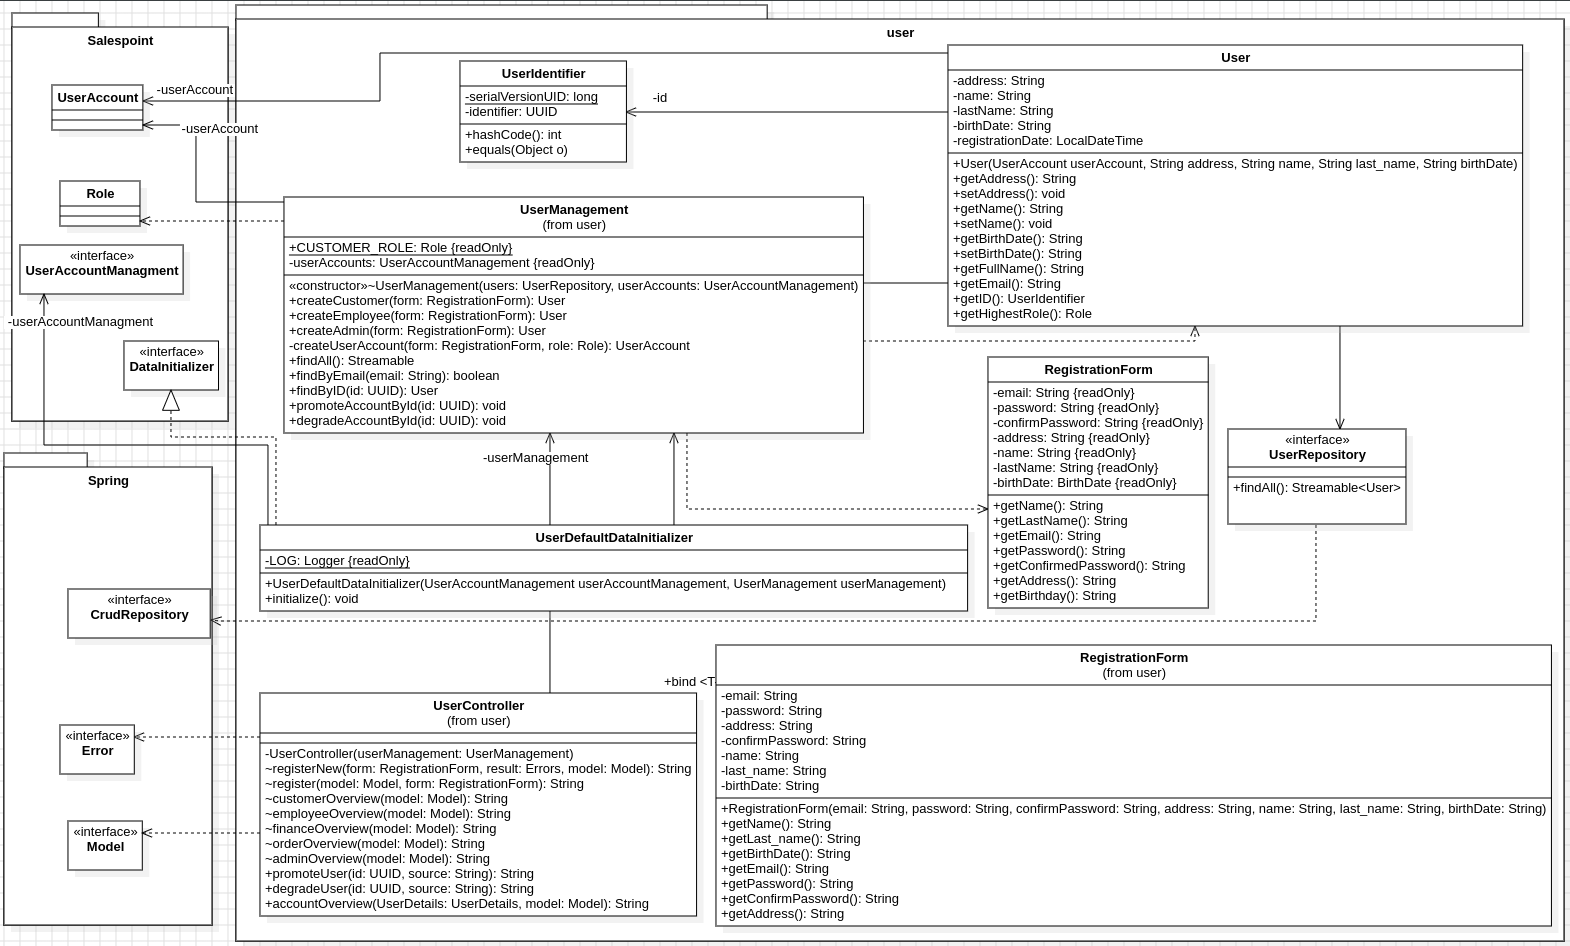 Salespoint
UserAccount
-userAccount
-userAccount
Role
«interface»
UserAccountManagment
-userAccountManagment
«interface»
DataInitializer
Spring
«interface»
CrudRepository
«interface»
Error
«interface»
Model
user
UserIdentifier
-serialVersionUID: long
-identifier: UUID
+hashCode(): int
+equals(Object o)
-id
User
-address: String
-name: String
-lastName: String
-birthDate: String
-registrationDate: LocalDateTime
+User(UserAccount userAccount, String address, String name, String last_name, String birthDate)
+getAddress(): String
+setAddress(): void
+getName(): String
+setName(): void
+getBirthDate(): String
+setBirthDate(): String
+getFullName(): String
+getEmail(): String
+getID(): UserIdentifier
+getHighestRole(): Role
UserManagement
(from user)
+CUSTOMER_ROLE: Role {readOnly}
-userAccounts: UserAccountManagement {readOnly}
«constructor»~UserManagement(users: UserRepository, userAccounts: UserAccountManagement)
+createCustomer(form: RegistrationForm): User
+createEmployee(form: RegistrationForm): User
+createAdmin(form: RegistrationForm): User
-createUserAccount(form: RegistrationForm, role: Role): UserAccount
+findAll(): Streamable
+findByEmail(email: String): boolean
+findByID(id: UUID): User
+promoteAccountById(id: UUID): void
+degradeAccountById(id: UUID): void
-userManagement
RegistrationForm
-email: String {readOnly}
-password: String {readOnly}
-confirmPassword: String {readOnly}
-address: String {readOnly}
-name: String {readOnly}
-lastName: String {readOnly}
-birthDate: BirthDate {readOnly}
+getName(): String
+getLastName(): String
+getEmail(): String
+getPassword(): String
+getConfirmedPassword(): String
+getAddress(): String
+getBirthday(): String
«interface»
UserRepository
+findAll(): Streamable<User>
UserDefaultDataInitializer
-LOG: Logger {readOnly}
+UserDefaultDataInitializer(UserAccountManagement userAccountManagement, UserManagement userManagement)
+initialize(): void
+bind <T
UserController
(from user)
-UserController(userManagement: UserManagement)
~registerNew(form: RegistrationForm, result: Errors, model: Model): String
~register(model: Model, form: RegistrationForm): String
~customerOverview(model: Model): String
~employeeOverview(model: Model): String
~financeOverview(model: Model): String
~orderOverview(model: Model): String
~adminOverview(model: Model): String
+promoteUser(id: UUID, source: String): String
+degradeUser(id: UUID, source: String): String
+accountOverview(UserDetails: UserDetails, model: Model): String
RegistrationForm
(from user)
-email: String
-password: String
-address: String
-confirmPassword: String
-name: String
-last_name: String
-birthDate: String
+RegistrationForm(email: String, password: String, confirmPassword: String, address: String, name: String, last_name: String, birthDate: String)
+getName(): String
+getLast_name(): String
+getBirthDate(): String
+getEmail(): String
+getPassword(): String
+getConfirmPassword(): String
+getAddress(): String